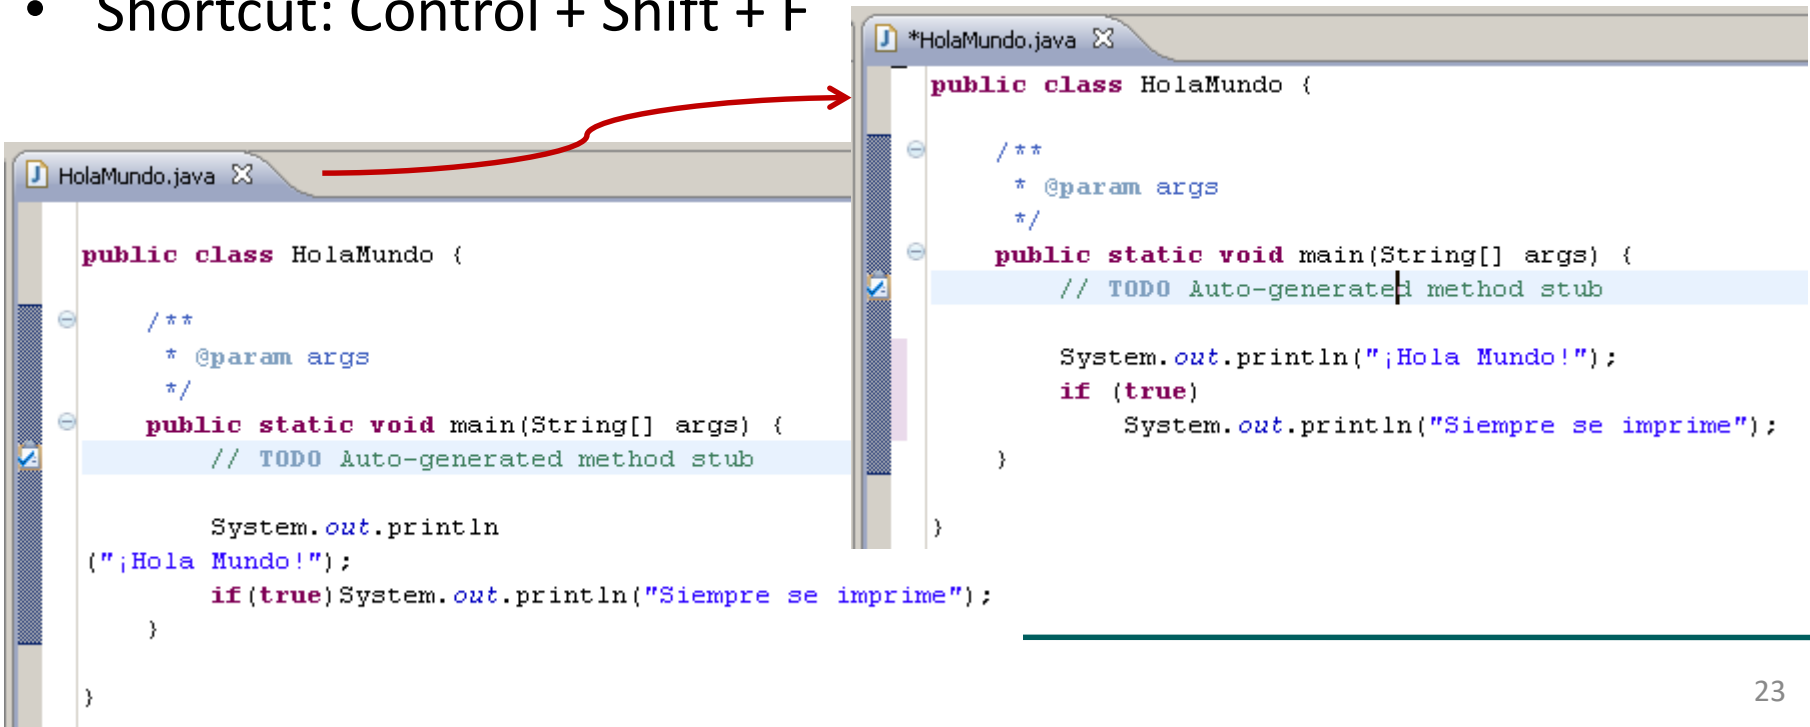 • Shortcut: Control + Shift + F
HolaMundo.java
public class HolaMundo {
/**
* @param args
*/
public static void main(String[] args) {
// TODO Auto-generated method stub
System.out.println
("¡Hola Mundo!");
if(true)System.out.println("Siempre se imprime");
}
}
*HolaMundo.java
public class HolaMundo {
/**
* @param args
*/
public static void main(String[] args) {
// TODO Auto-generated method stub
System.out.println("¡Hola Mundo!");
if (true)
System.out.println("Siempre se imprime");
}
}
23